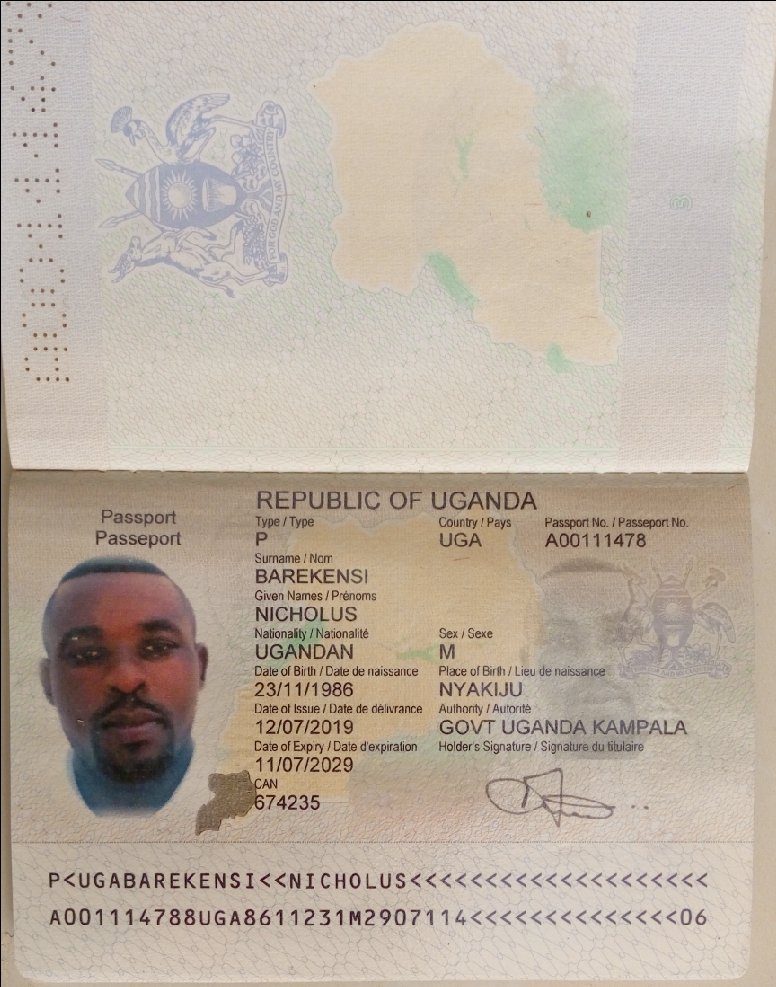 FOR GOD AND MY COUNTRY
REPUBLIC OF UGANDA
Passport
Passeport
Type / Type
Country / Pays
Passport No. / Passeport No.
P
UGA
A00111478
Surname / Nom
BAREKENSI
Given Names / Prénoms
NICHOLUS
Nationality / Nationalité
Sex / Sexe
UGANDAN
M
Date of Birth / Date de naissance
Place of Birth / Lieu de naissance
23/11/1986
NYAKIJU
Date of Issue / Date de délivrance
Authority / Autorité
12/07/2019
GOVT UGANDA KAMPALA
Date of Expiry / Date d'expiration
Holder's Signature / Signature du titulaire
11/07/2029
CAN
674235
P<UGABAREKENSI<<NICHOLUS<<<<<<<<<<<<<<<<<<<<
A001114788UGA8611231M2907114<<<<<<<<<<<<<<06